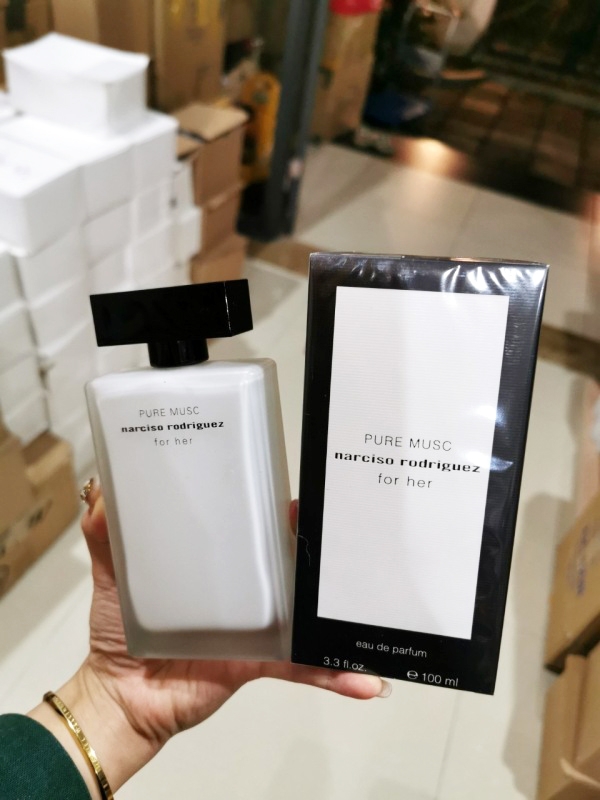 PURE MUSC
narciso rodriguez
for her
PURE MUSC
narciso rodriguez
for her
eau de parfum
3.3 fl.oz. ℮ 100 ml